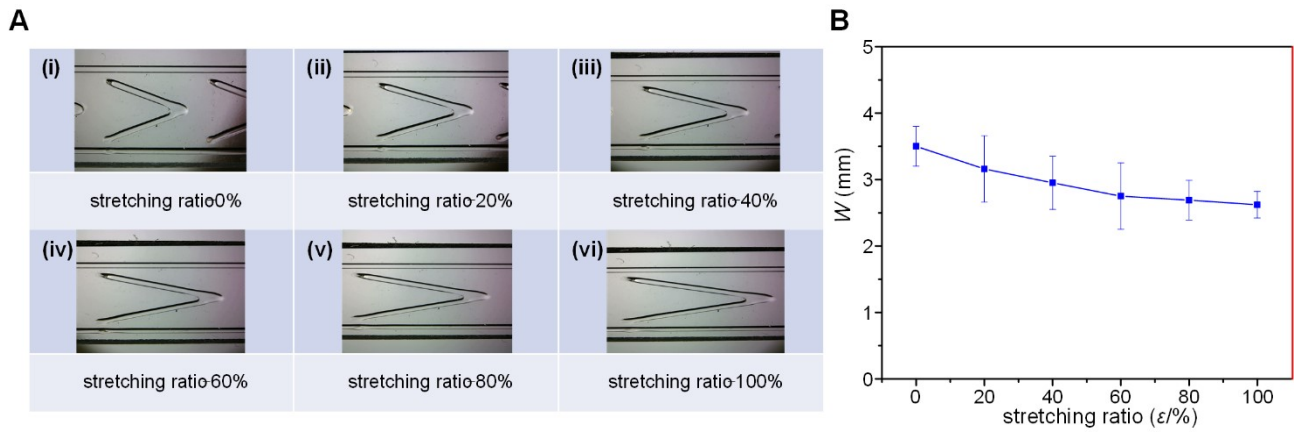 A
(i)
(ii)
(iii)
stretching ratio-0%
stretching ratio-20%
stretching ratio-40%
(iv)
(v)
(vi)
stretching ratio-60%
stretching ratio-80%
stretching ratio-100%
B
5
4
3
2
1
0
W (mm)
0 20 40 60 80 100
stretching ratio (ε/%)